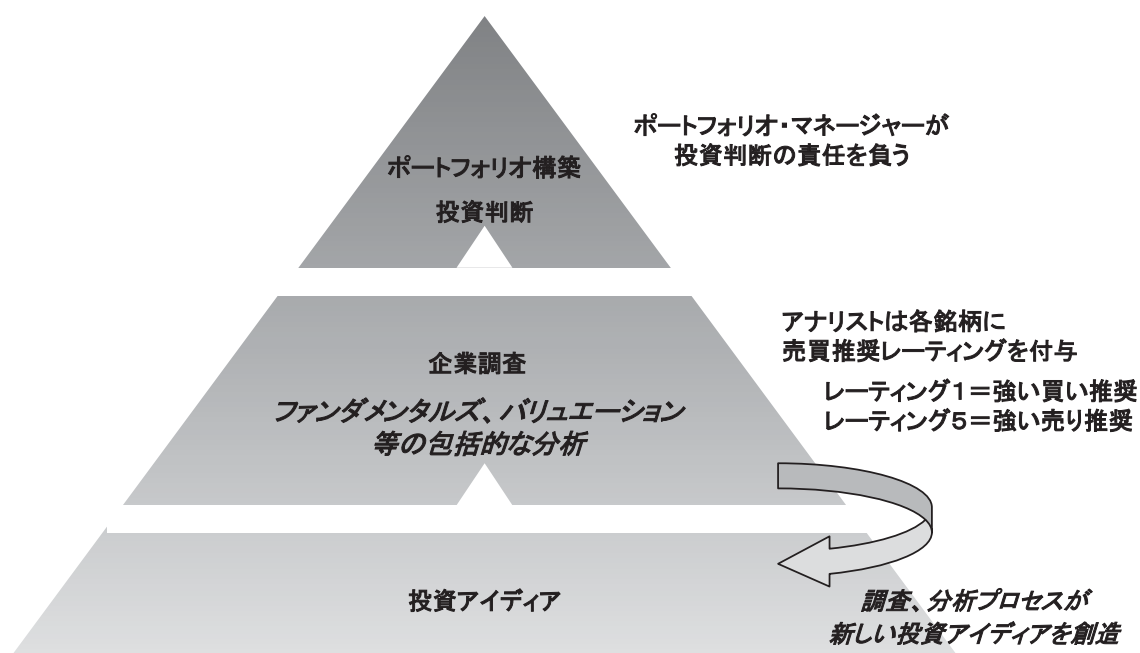 ポートフォリオ・マネージャーが
投資判断の責任を負う
ポートフォリオ構築
投資判断
アナリストは各銘柄に
売買推奨レーティングを付与
レーティング1=強い買い推奨
レーティング5=強い売り推奨
企業調査
ファンダメンタルズ、バリュエーション
等の包括的な分析
投資アイディア
調査、分析プロセスが
新しい投資アイディアを創造